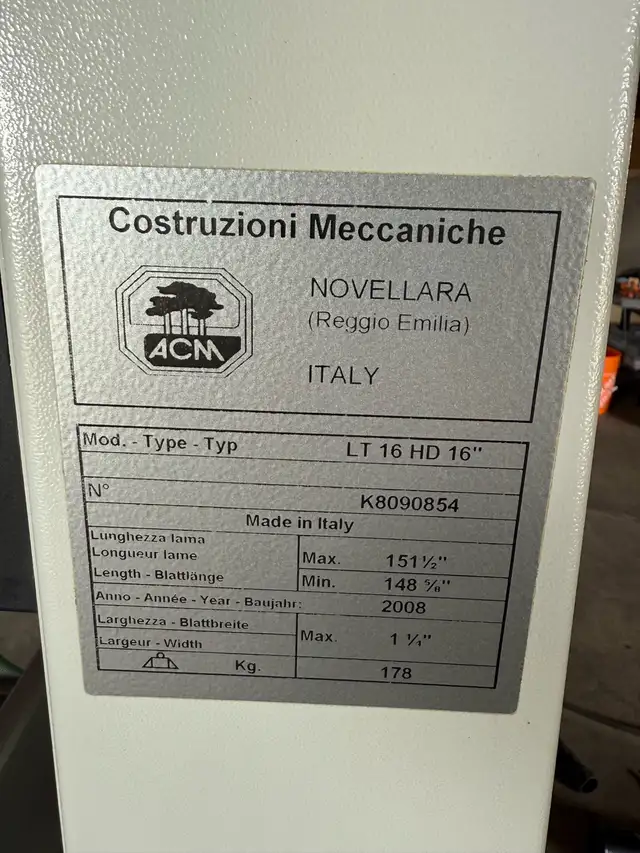 Costruzioni Meccaniche
ACM
NOVELLARA
(Reggio Emilia)
ITALY
Mod. - Type - Typ LT 16 HD 16"
N° K8090854
Made in Italy
Lunghezza lama
Longueur lame
Length - Blattlänge
Max. 151½"
Min. 148 ⅝"
Anno - Année - Year - Baujahr: 2008
Larghezza - Blattbreite
Largeur - Width
Max. 1 ¹⁄₁"
Kg. 178